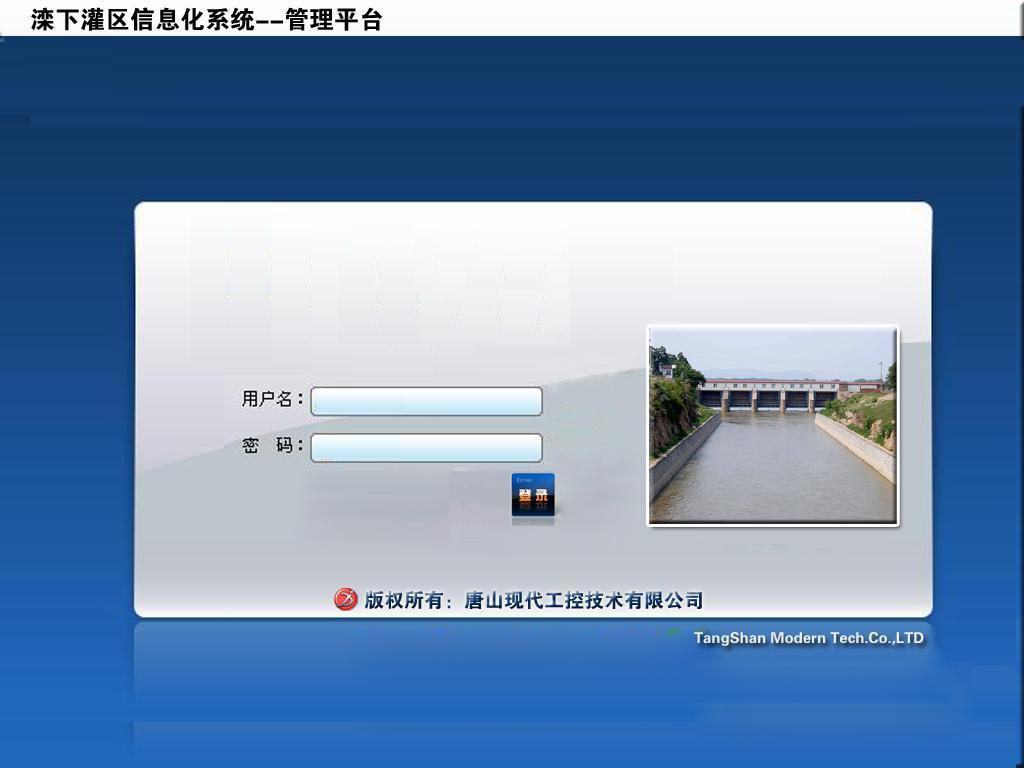 滦下灌区信息化系统--管理平台
用户名：
密 码：
Enter
登录
版权所有：唐山现代工控技术有限公司
TangShan Modern Tech.Co.,LTD